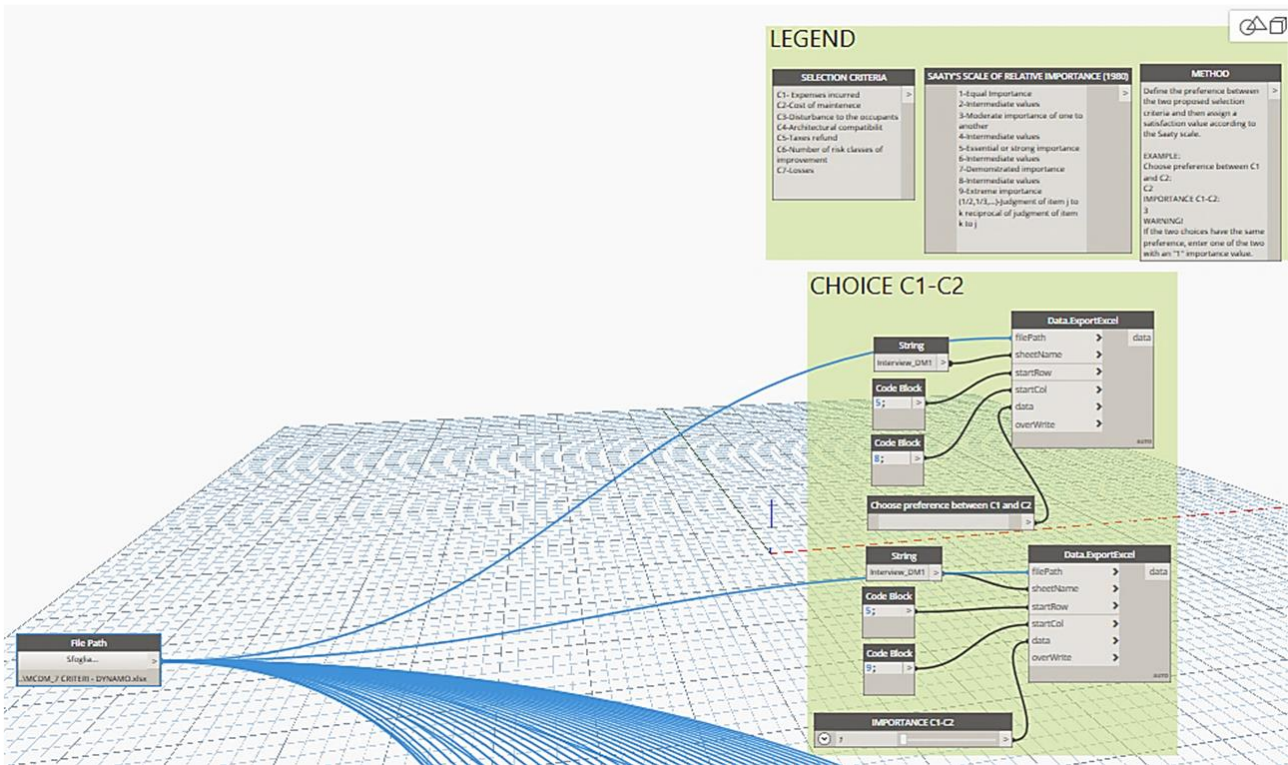 LEGEND
SELECTION CRITERIA
>
C1- Expenses incurred
C2-Cost of maintenece
C3-Disturbance to the occupants
C4-Architectural compatibilit
C5-Taxes refund
C6-Number of risk classes of
improvement
C7-Losses
SAATY'S SCALE OF RELATIVE IMPORTANCE (1980)
>
1-Equal Importance
2-Intermediate values
3-Moderate importance of one to
another
4-Intermediate values
5-Essential or strong importance
6-Intermediate values
7-Demonstrated importance
8-Intermediate values
9-Extreme importance
(1/2,1/3,...)-Judgment of item j to
k reciprocal of judgment of item
k to j
METHOD
>
Define the preference between
the two proposed selection
criteria and then assign a
satisfaction value according to
the Saaty scale.
EXAMPLE:
Choose preference between C1
and C2:
C2
IMPORTANCE C1-C2:
3
WARNING!
If the two choices have the same
preference, enter one of the two
with an "1" importance value.
CHOICE C1-C2
String
Interview_DM1 >
Code Block
5; >
Code Block
8; >
Data.ExportExcel
filePath > data
sheetName >
startRow >
startCol >
data >
overWrite >
AUTO
Choose preference between C1 and C2
>
String
Interview_DM1 >
Code Block
5; >
Code Block
9; >
Data.ExportExcel
filePath > data
sheetName >
startRow >
startCol >
data >
overWrite >
AUTO
IMPORTANCE C1-C2
>
File Path
Sfoglia... >
.\MCDM_7 CRITERI - DYNAMO.xlsx